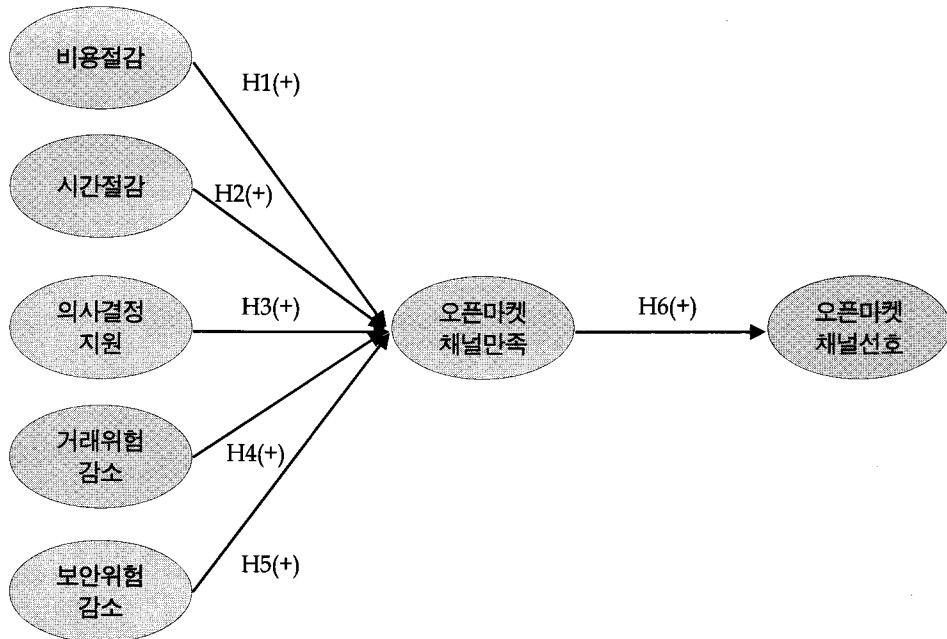 비용절감
H1(+)
시간절감
H2(+)
의사결정
지원
H3(+)
오픈마켓
채널만족
H6(+)
오픈마켓
채널선호
거래위험
감소
H4(+)
보안위험
감소
H5(+)